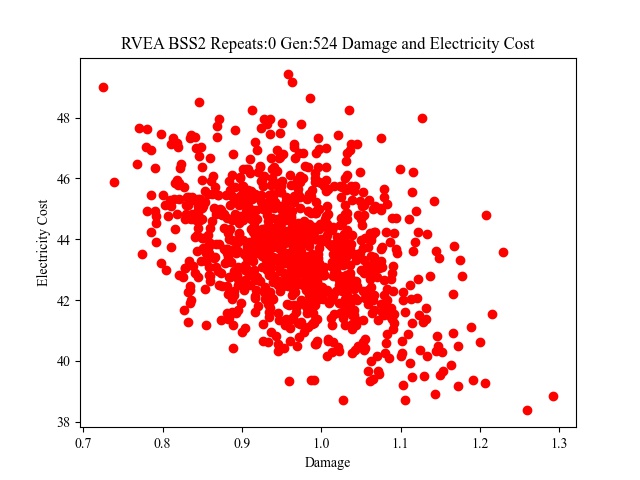 RVEA BSS2 Repeats:0 Gen:524 Damage and Electricity Cost
48
46
44
42
40
38
Electricity Cost
0.7 0.8 0.9 1.0 1.1 1.2 1.3
Damage